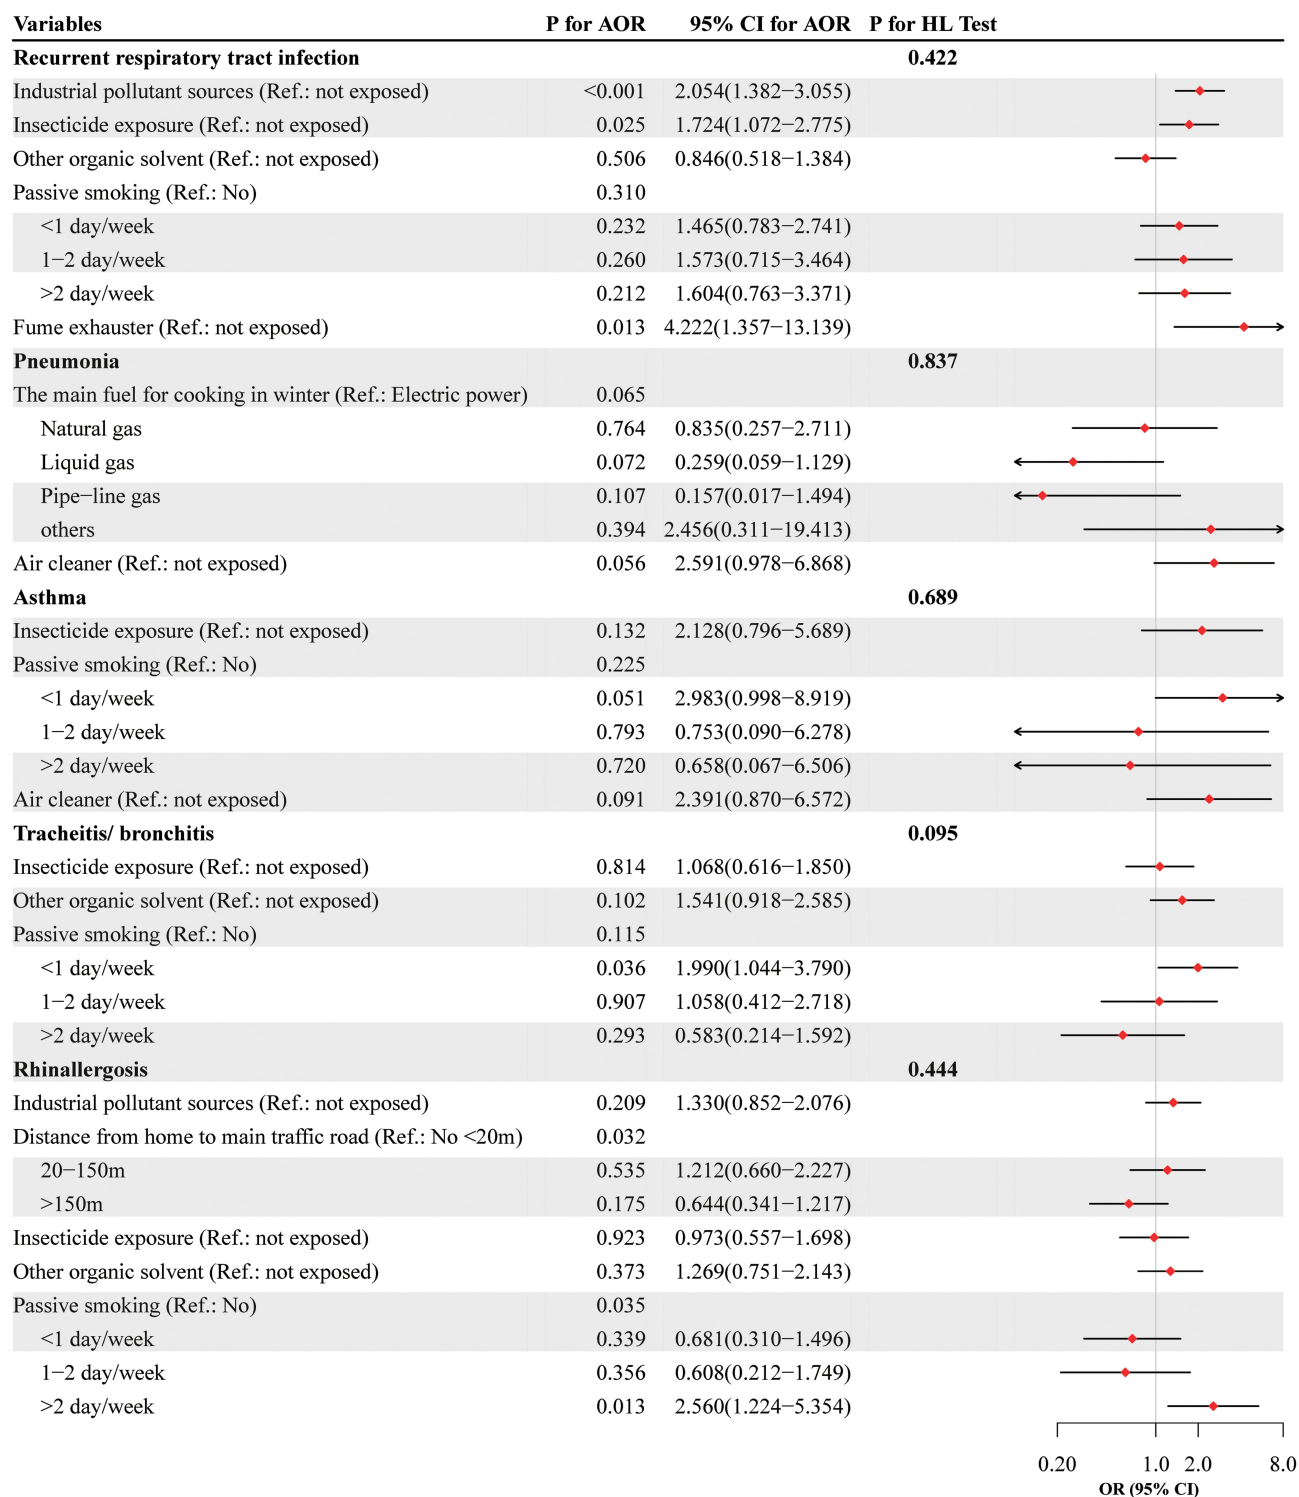 Variables P for AOR 95% CI for AOR P for HL Test
Recurrent respiratory tract infection 0.422
Industrial pollutant sources (Ref.: not exposed) <0.001 2.054(1.382−3.055)
Insecticide exposure (Ref.: not exposed) 0.025 1.724(1.072−2.775)
Other organic solvent (Ref.: not exposed) 0.506 0.846(0.518−1.384)
Passive smoking (Ref.: No) 0.310
<1 day/week 0.232 1.465(0.783−2.741)
1−2 day/week 0.260 1.573(0.715−3.464)
>2 day/week 0.212 1.604(0.763−3.371)
Fume exhauster (Ref.: not exposed) 0.013 4.222(1.357−13.139)
Pneumonia 0.837
The main fuel for cooking in winter (Ref.: Electric power) 0.065
Natural gas 0.764 0.835(0.257−2.711)
Liquid gas 0.072 0.259(0.059−1.129)
Pipe−line gas 0.107 0.157(0.017−1.494)
others 0.394 2.456(0.311−19.413)
Air cleaner (Ref.: not exposed) 0.056 2.591(0.978−6.868)
Asthma 0.689
Insecticide exposure (Ref.: not exposed) 0.132 2.128(0.796−5.689)
Passive smoking (Ref.: No) 0.225
<1 day/week 0.051 2.983(0.998−8.919)
1−2 day/week 0.793 0.753(0.090−6.278)
>2 day/week 0.720 0.658(0.067−6.506)
Air cleaner (Ref.: not exposed) 0.091 2.391(0.870−6.572)
Tracheitis/ bronchitis 0.095
Insecticide exposure (Ref.: not exposed) 0.814 1.068(0.616−1.850)
Other organic solvent (Ref.: not exposed) 0.102 1.541(0.918−2.585)
Passive smoking (Ref.: No) 0.115
<1 day/week 0.036 1.990(1.044−3.790)
1−2 day/week 0.907 1.058(0.412−2.718)
>2 day/week 0.293 0.583(0.214−1.592)
Rhinallergosis 0.444
Industrial pollutant sources (Ref.: not exposed) 0.209 1.330(0.852−2.076)
Distance from home to main traffic road (Ref.: No <20m) 0.032
20−150m 0.535 1.212(0.660−2.227)
>150m 0.175 0.644(0.341−1.217)
Insecticide exposure (Ref.: not exposed) 0.923 0.973(0.557−1.698)
Other organic solvent (Ref.: not exposed) 0.373 1.269(0.751−2.143)
Passive smoking (Ref.: No) 0.035
<1 day/week 0.339 0.681(0.310−1.496)
1−2 day/week 0.356 0.608(0.212−1.749)
>2 day/week 0.013 2.560(1.224−5.354)
0.20 1.0 2.0 8.0
OR (95% CI)